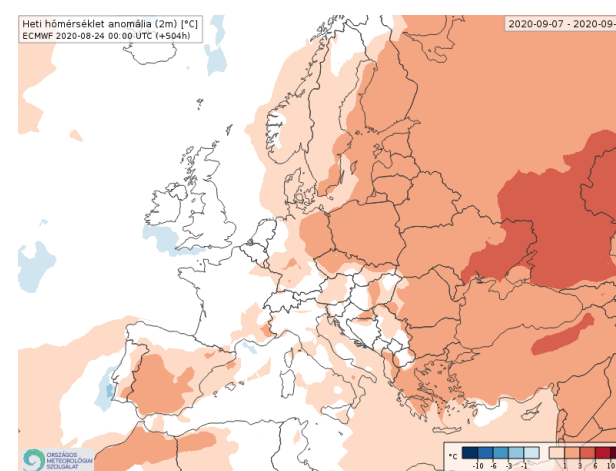 Heti hőmérséklet anomália (2m) [°C]
ECMWF 2020-08-24 00:00 UTC (+504h)
2020-09-07 - 2020-09-
ORSZÁGOS
METEOROLÓGIAI
SZOLGÁLAT
°C
-10 -6 -3 -1 1 3 6 10